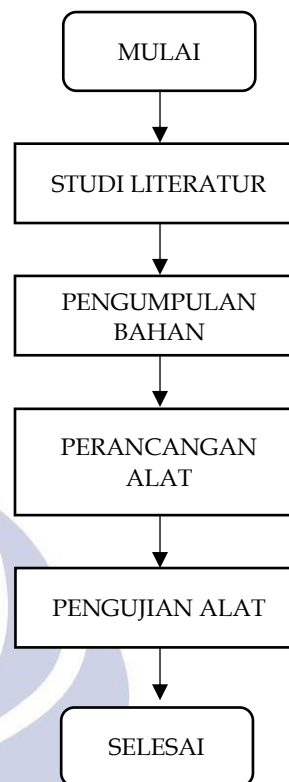 MULAI
STUDI LITERATUR
PENGUMPULAN
BAHAN
PERANCANGAN
ALAT
PENGUJIAN ALAT
SELESAI